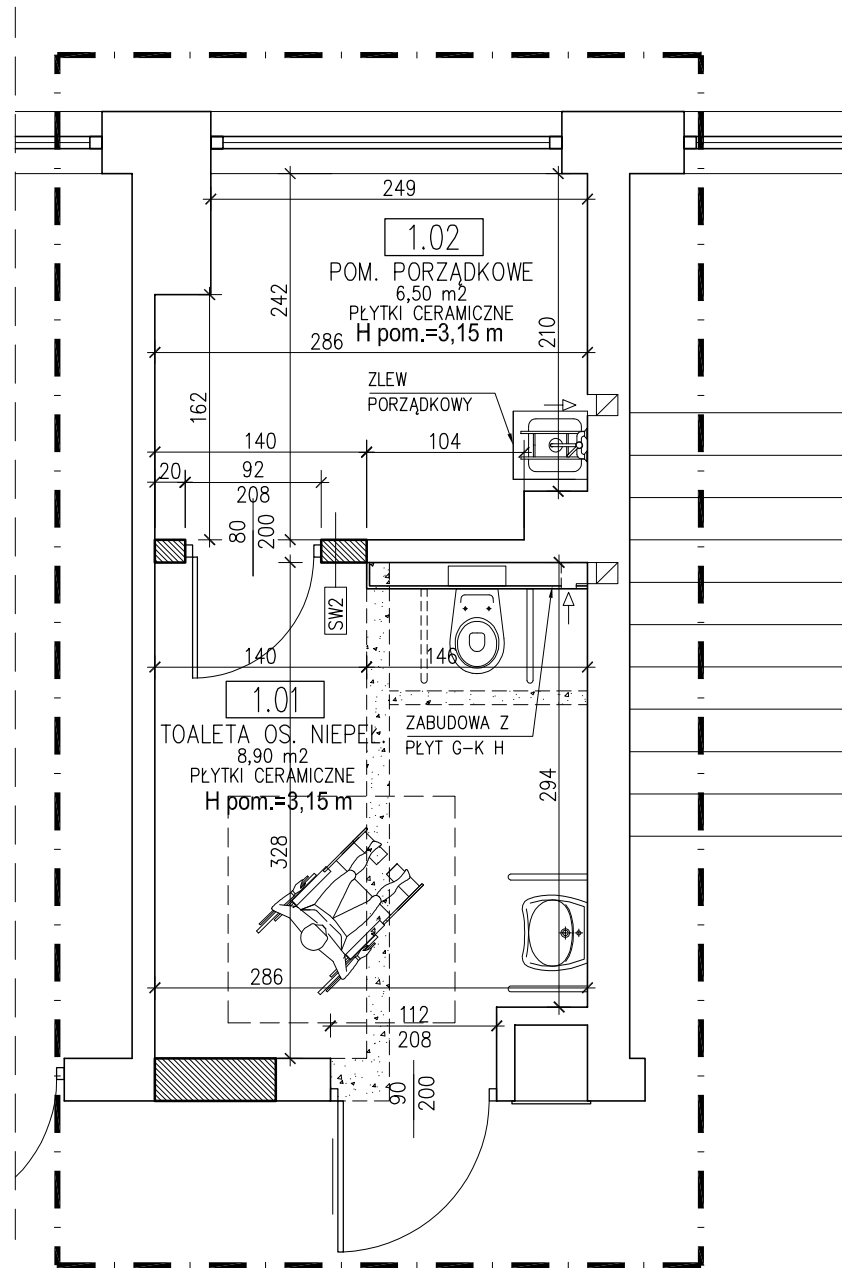 249
1.02
POM. PORZĄDKOWE
6,50 m2
PŁYTKI CERAMICZNE
H pom.=3,15 m
242
210
286
162
ZLEW
PORZĄDKOWY
140
104
20
92
208
80
200
SW2
140
146
1.01
TOALETA OS. NIEPEŁ.
8,90 m2
PŁYTKI CERAMICZNE
H pom.=3,15 m
ZABUDOWA Z
PŁYT G-K H
294
328
286
112
208
90
200